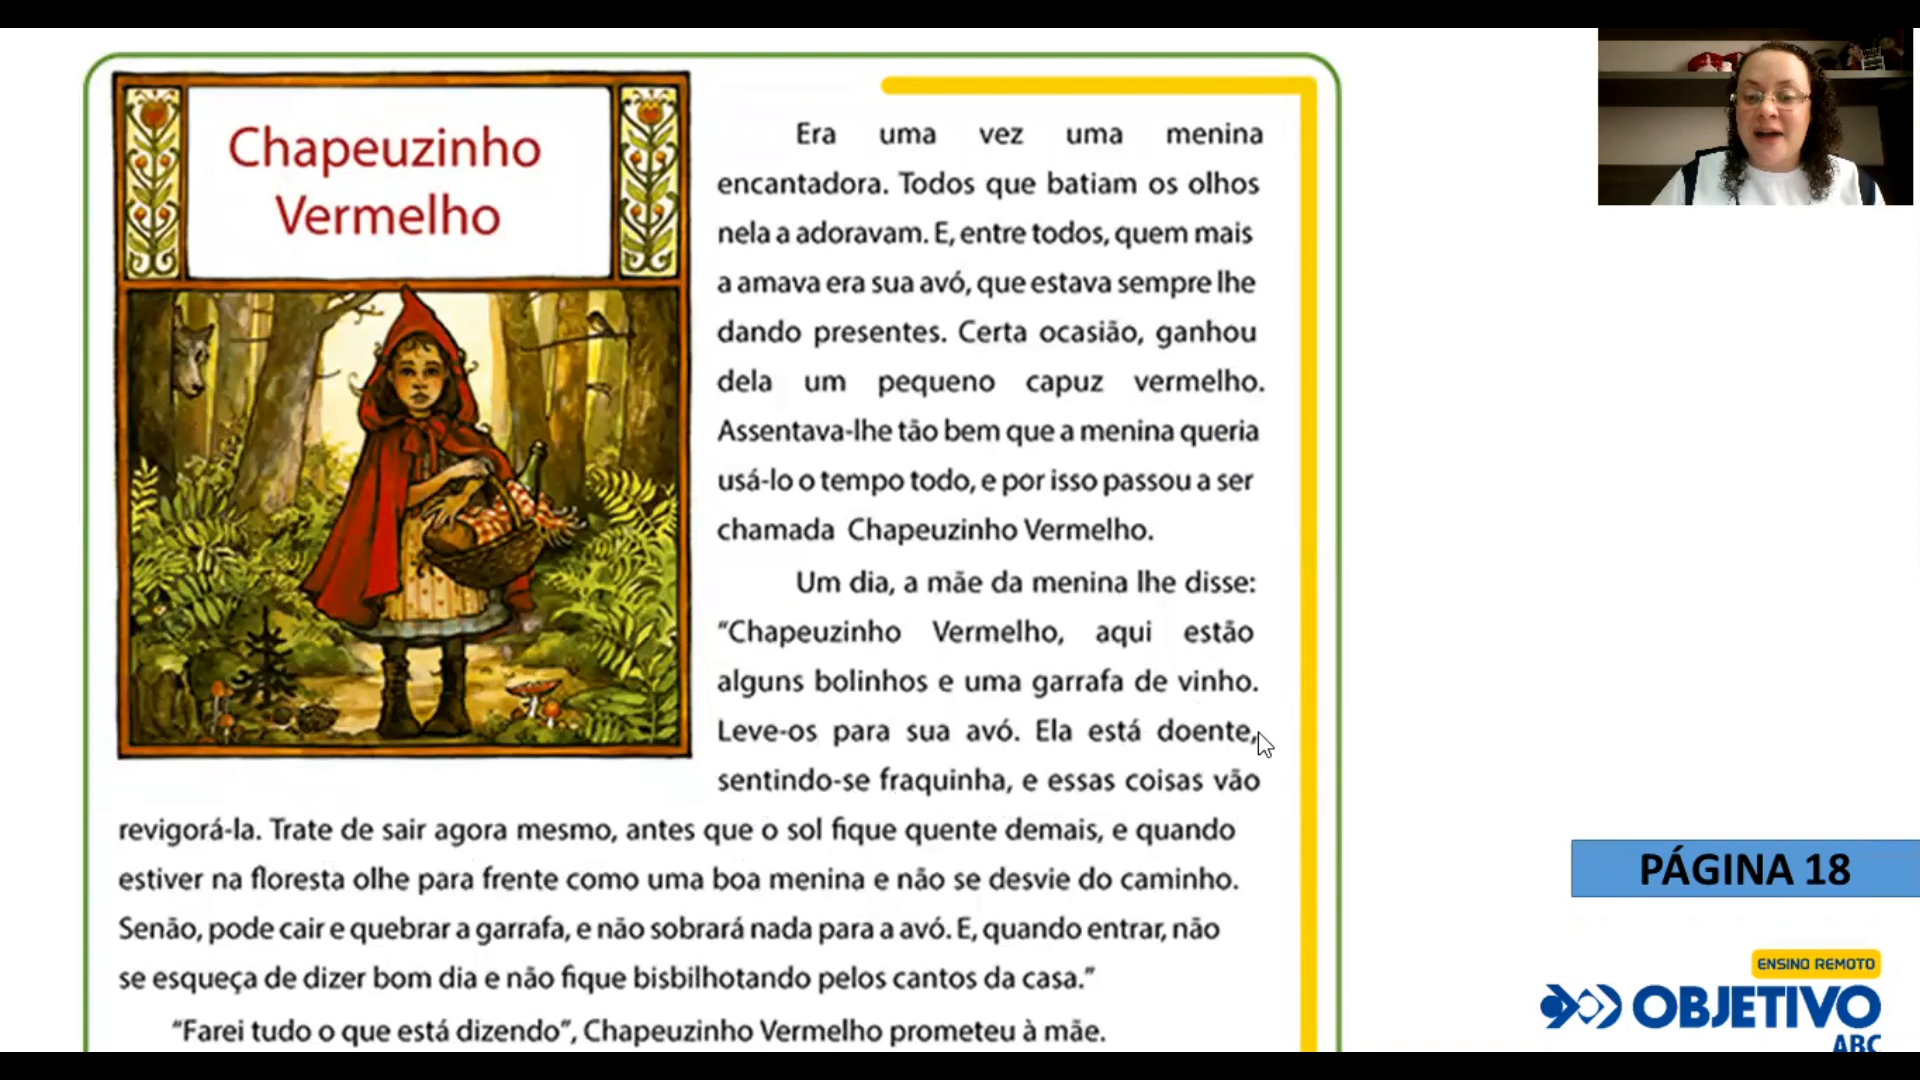 Chapeuzinho
Vermelho
Era uma vez uma menina
encantadora. Todos que batiam os olhos
nela a adoravam. E, entre todos, quem mais
a amava era sua avó, que estava sempre lhe
dando presentes. Certa ocasião, ganhou
dela um pequeno capuz vermelho.
Assentava-lhe tão bem que a menina queria
usá-lo o tempo todo, e por isso passou a ser
chamada Chapeuzinho Vermelho.
Um dia, a mãe da menina lhe disse:
“Chapeuzinho Vermelho, aqui estão
alguns bolinhos e uma garrafa de vinho.
Leve-os para sua avó. Ela está doente,
sentindo-se fraquinha, e essas coisas vão
revigorá-la. Trate de sair agora mesmo, antes que o sol fique quente demais, e quando
estiver na floresta olhe para frente como uma boa menina e não se desvie do caminho.
Senão, pode cair e quebrar a garrafa, e não sobrará nada para a avó. E, quando entrar, não
se esqueça de dizer bom dia e não fique bisbilhotando pelos cantos da casa.”
“Farei tudo o que está dizendo”, Chapeuzinho Vermelho prometeu à mãe.
PÁGINA 18
ENSINO REMOTO
OBJETIVO
ABC